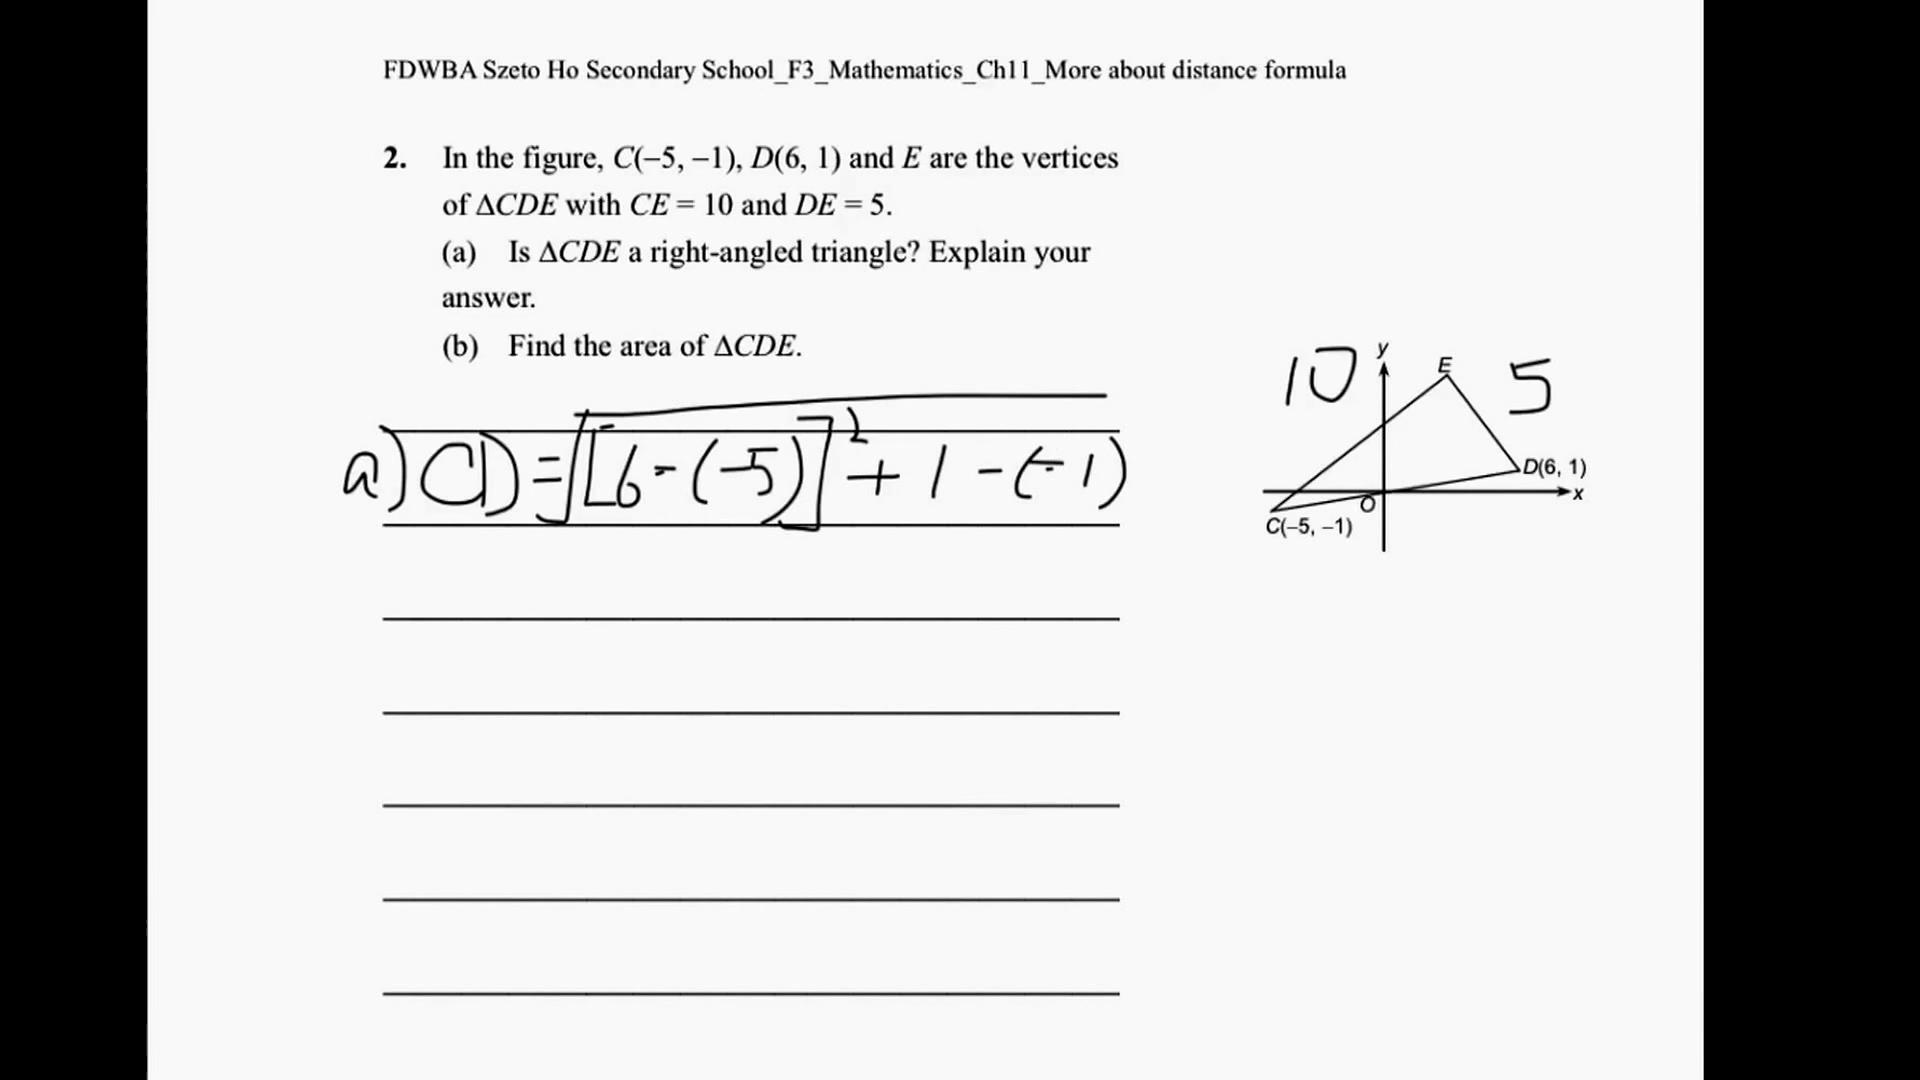 FDWBA Szeto Ho Secondary School_F3_Mathematics_Ch11_More about distance formula
2. In the figure, C(−5, −1), D(6, 1) and E are the vertices
of ΔCDE with CE = 10 and DE = 5.
(a) Is ΔCDE a right-angled triangle? Explain your
answer.
(b) Find the area of ΔCDE.
10
y
E
5
a) CD = √[6-(-5)]² + 1-(-1)
D(6, 1)
x
O
C(−5, −1)